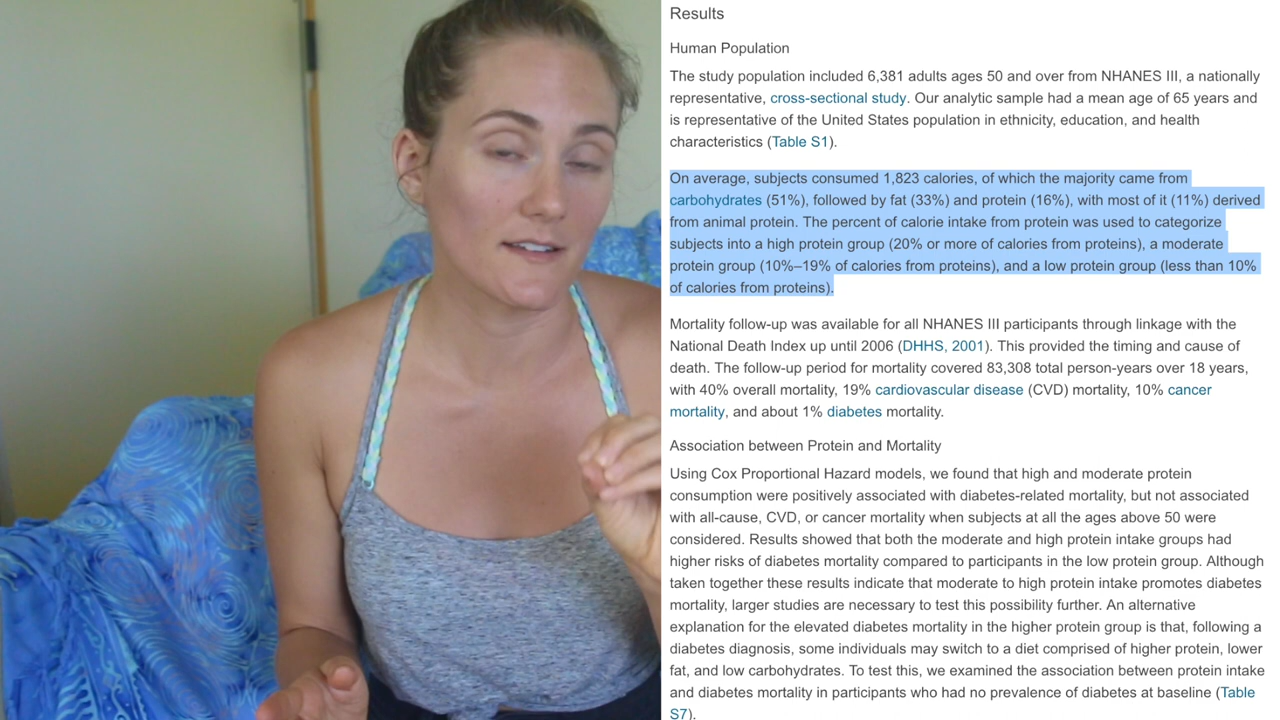 Results
Human Population
The study population included 6,381 adults ages 50 and over from NHANES III, a nationally
representative, cross-sectional study. Our analytic sample had a mean age of 65 years and
is representative of the United States population in ethnicity, education, and health
characteristics (Table S1).
On average, subjects consumed 1,823 calories, of which the majority came from
carbohydrates (51%), followed by fat (33%) and protein (16%), with most of it (11%) derived
from animal protein. The percent of calorie intake from protein was used to categorize
subjects into a high protein group (20% or more of calories from proteins), a moderate
protein group (10%–19% of calories from proteins), and a low protein group (less than 10%
of calories from proteins).
Mortality follow-up was available for all NHANES III participants through linkage with the
National Death Index up until 2006 (DHHS, 2001). This provided the timing and cause of
death. The follow-up period for mortality covered 83,308 total person-years over 18 years,
with 40% overall mortality, 19% cardiovascular disease (CVD) mortality, 10% cancer
mortality, and about 1% diabetes mortality.
Association between Protein and Mortality
Using Cox Proportional Hazard models, we found that high and moderate protein
consumption were positively associated with diabetes-related mortality, but not associated
with all-cause, CVD, or cancer mortality when subjects at all the ages above 50 were
considered. Results showed that both the moderate and high protein intake groups had
higher risks of diabetes mortality compared to participants in the low protein group. Although
taken together these results indicate that moderate to high protein intake promotes diabetes
mortality, larger studies are necessary to test this possibility further. An alternative
explanation for the elevated diabetes mortality in the higher protein group is that, following a
diabetes diagnosis, some individuals may switch to a diet comprised of higher protein, lower
fat, and low carbohydrates. To test this, we examined the association between protein intake
and diabetes mortality in participants who had no prevalence of diabetes at baseline (Table
S7).